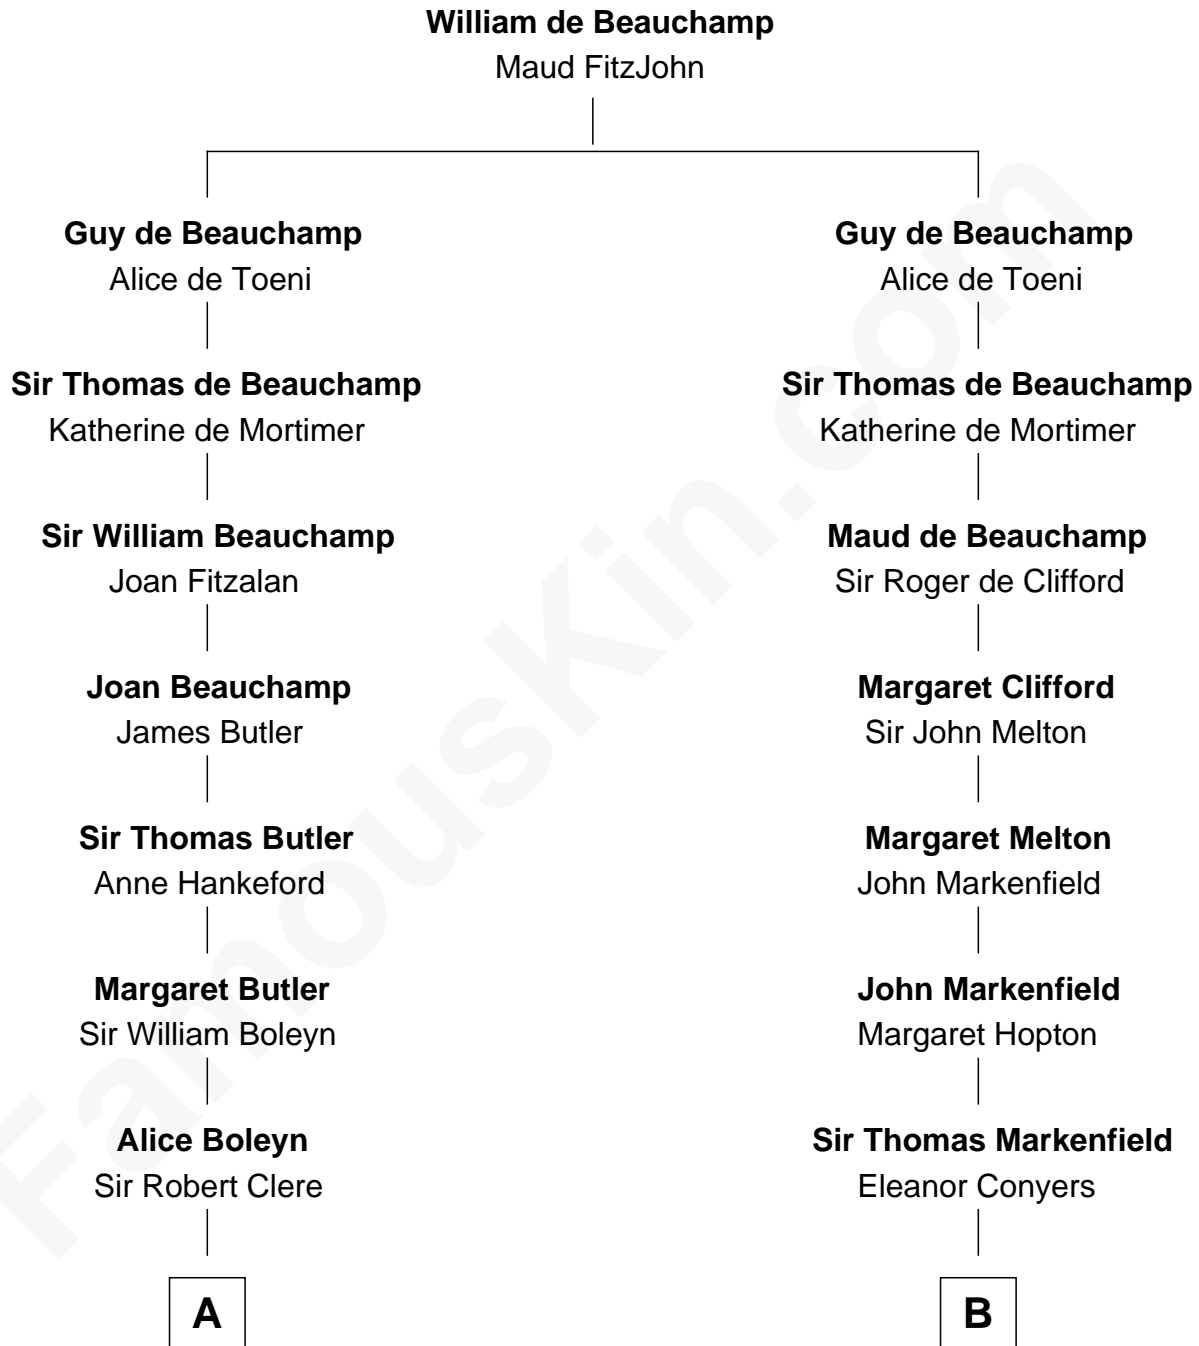 William de Beauchamp
Maud FitzJohn
Guy de Beauchamp
Alice de Toeni
Sir Thomas de Beauchamp
Katherine de Mortimer
Sir William Beauchamp
Joan Fitzalan
Joan Beauchamp
James Butler
Sir Thomas Butler
Anne Hankeford
Margaret Butler
Sir William Boleyn
Alice Boleyn
Sir Robert Clere
A
Guy de Beauchamp
Alice de Toeni
Sir Thomas de Beauchamp
Katherine de Mortimer
Maud de Beauchamp
Sir Roger de Clifford
Margaret Clifford
Sir John Melton
Margaret Melton
John Markenfield
John Markenfield
Margaret Hopton
Sir Thomas Markenfield
Eleanor Conyers
B
FamousKin.com